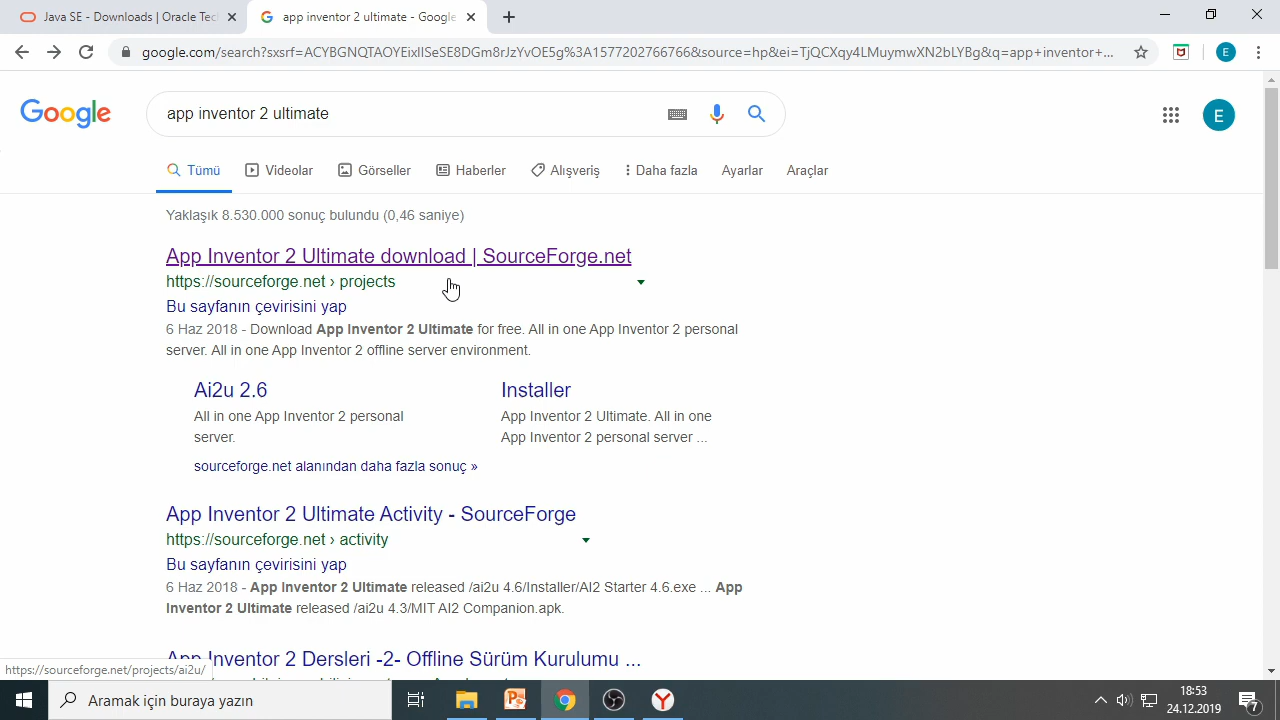 Java SE - Downloads | Oracle Tec
app inventor 2 ultimate - Google
google.com/search?sxsrf=ACYBGNQTAOYEixIlSeSE8DGm8rJzYvOE5g%3A1577202766766&source=hp&ei=TjQCXqy4LMuymwXN2bLYBg&q=app+inventor+...
E
Google
app inventor 2 ultimate
E
Tümü Videolar Görseller Haberler Alışveriş Daha fazla Ayarlar Araçlar
Yaklaşık 8.530.000 sonuç bulundu (0,46 saniye)
App Inventor 2 Ultimate download | SourceForge.net
https://sourceforge.net › projects
Bu sayfanın çevirisini yap
6 Haz 2018 - Download App Inventor 2 Ultimate for free. All in one App Inventor 2 personal
server. All in one App Inventor 2 offline server environment.
Ai2u 2.6
All in one App Inventor 2 personal
server.
Installer
App Inventor 2 Ultimate. All in one
App Inventor 2 personal server ...
sourceforge.net alanından daha fazla sonuç »
App Inventor 2 Ultimate Activity - SourceForge
https://sourceforge.net › activity
Bu sayfanın çevirisini yap
6 Haz 2018 - App Inventor 2 Ultimate released /ai2u 4.6/Installer/AI2 Starter 4.6.exe ... App
Inventor 2 Ultimate released /ai2u 4.3/MIT AI2 Companion.apk.
App Inventor 2 Dersleri -2- Offline Sürüm Kurulumu ...
https://sourceforge.net/projects/ai2u/
Aramak için buraya yazın
18:53
24.12.2019
7